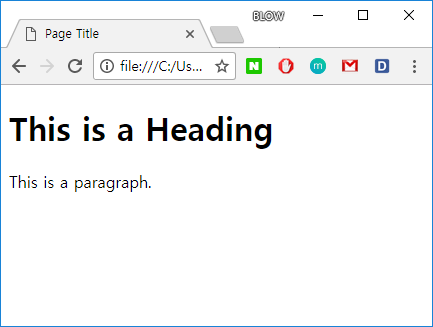 BLOW
Page Title
file:///C:/Us...
N
m
M
D
This is a Heading
This is a paragraph.